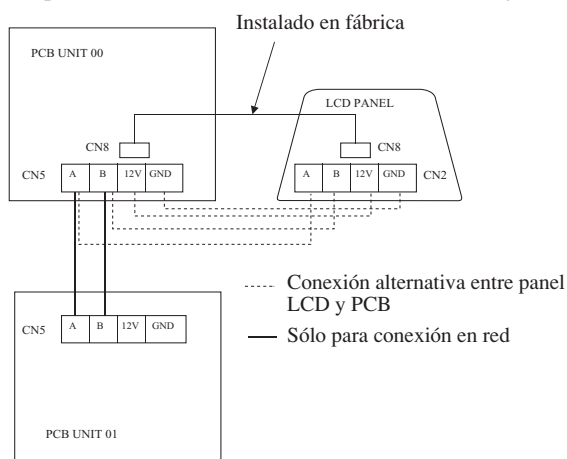 Instalado en fábrica
PCB UNIT 00
LCD PANEL
CN8
CN8
CN5 A B 12V GND
A B 12V GND CN2
Conexión alternativa entre panel
LCD y PCB
CN5 A B 12V GND
Sólo para conexión en red
PCB UNIT 01